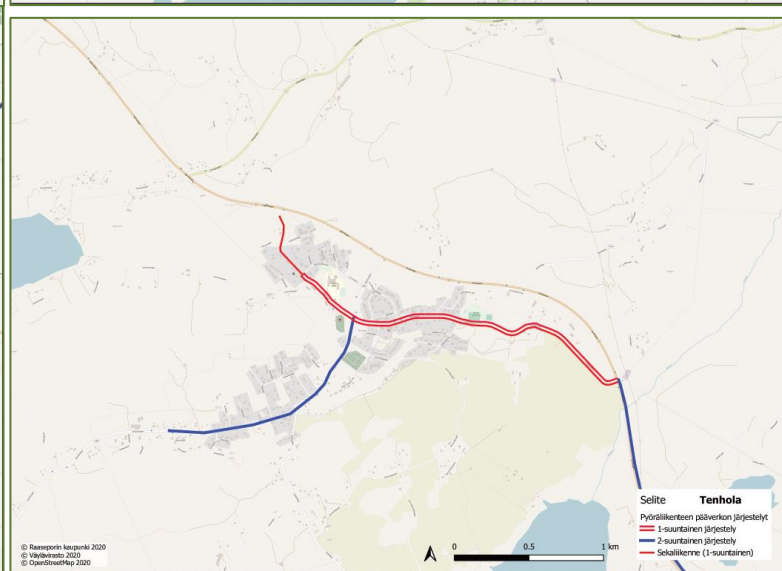 Selite Tenhola
Pyöräliikenteen pääverkon järjestelyt
1-suuntainen järjestely
2-suuntainen järjestely
Sekaliikenne (1-suuntainen)
0 0.5 1 km
© Raaseporin kaupunki 2020
© Väylävirasto 2020
© OpenStreetMap 2020